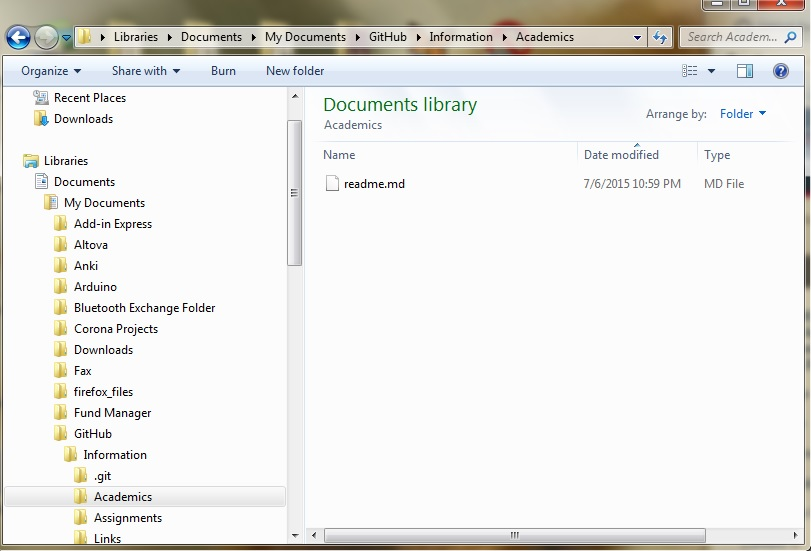 Libraries Documents My Documents GitHub Information Academics Search Academ...
Organize Share with Burn New folder
Recent Places
Downloads
Libraries
Documents
My Documents
Add-in Express
Altova
Anki
Arduino
Bluetooth Exchange Folder
Corona Projects
Downloads
Fax
firefox_files
Fund Manager
GitHub
Information
.git
Academics
Assignments
Links
Documents library
Academics
Arrange by: Folder
Name Date modified Type
readme.md 7/6/2015 10:59 PM MD File